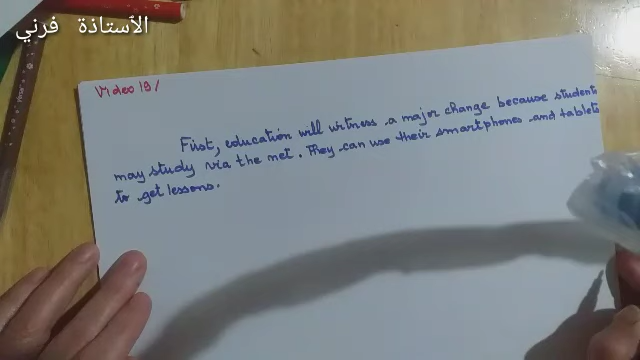 الأستاذة فرني
Video 19/
First, education will witness a major change because students
may study via the net. They can use their smartphones and tablets
to get lessons.